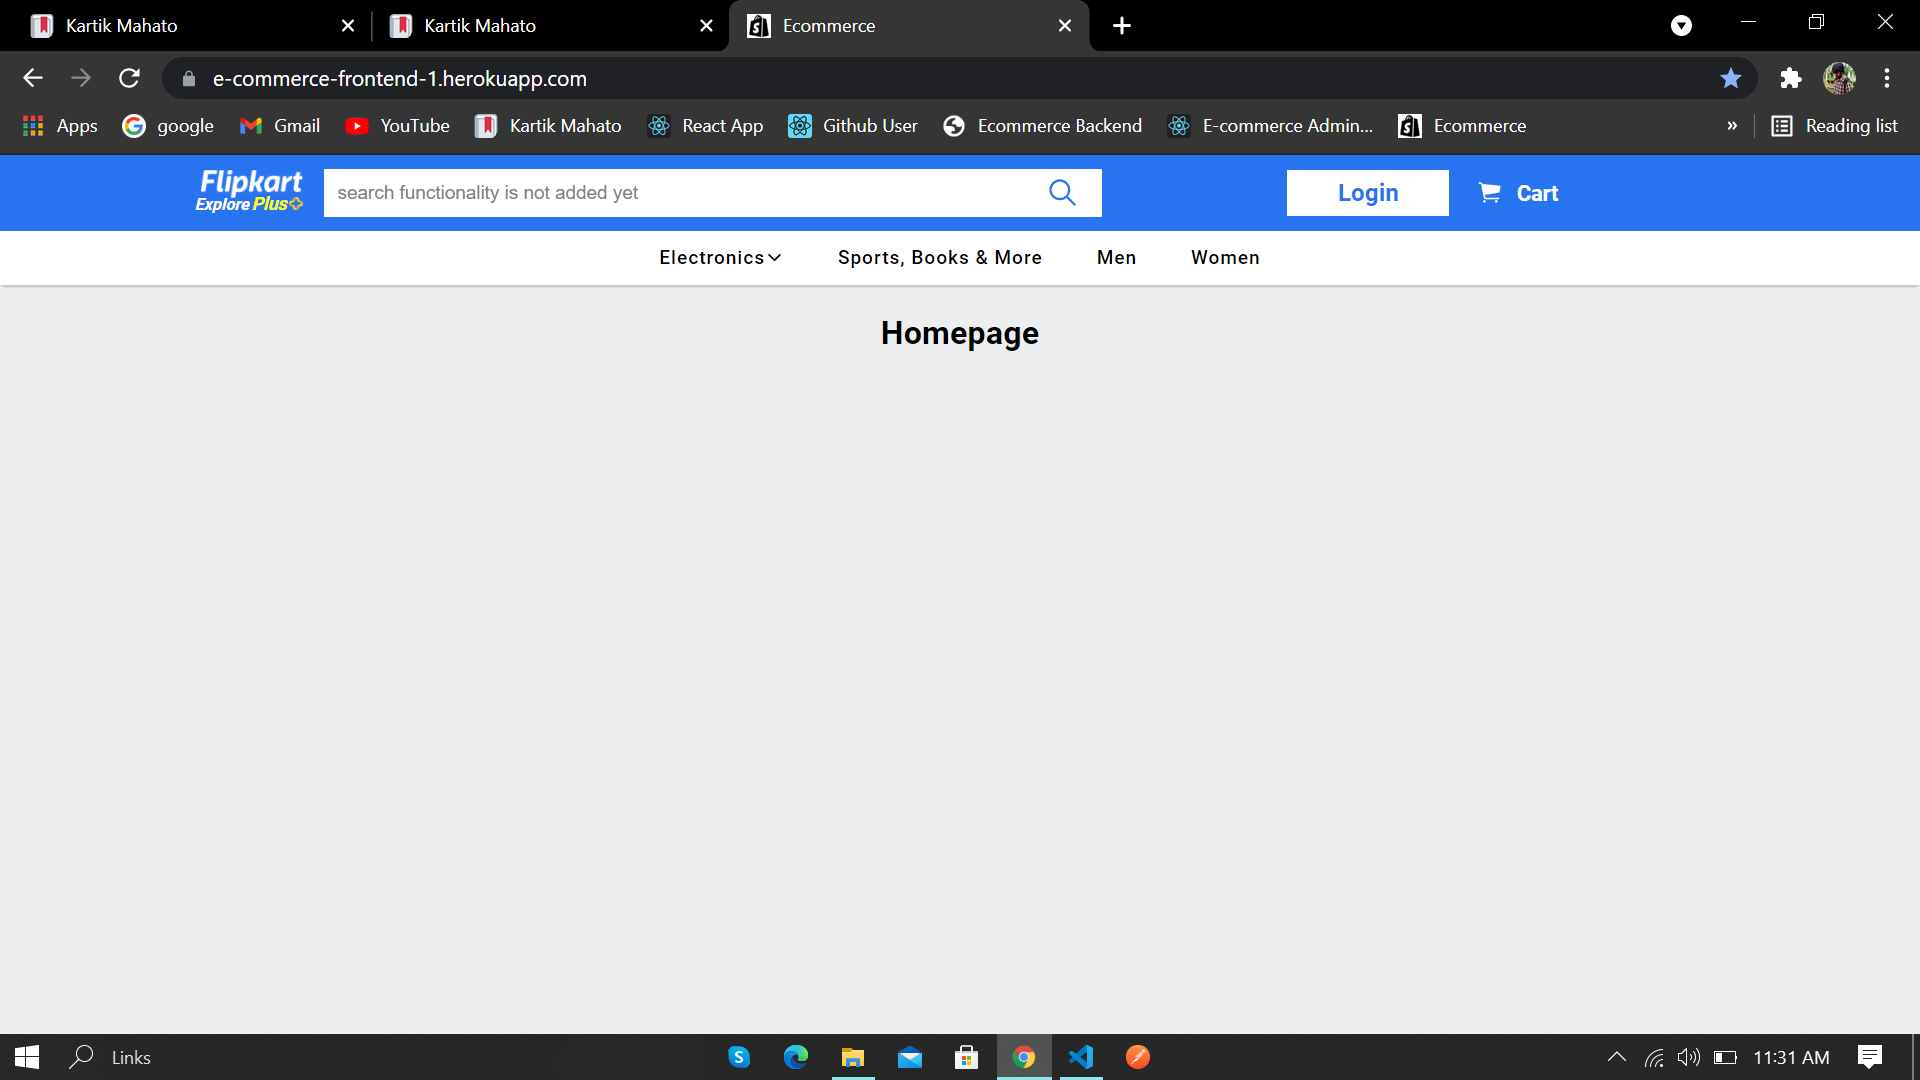 Kartik Mahato
Kartik Mahato
Ecommerce
e-commerce-frontend-1.herokuapp.com
Apps google Gmail YouTube Kartik Mahato React App Github User Ecommerce Backend E-commerce Admin... Ecommerce » Reading list
Flipkart
Explore Plus
search functionality is not added yet
Login
Cart
Electronics Sports, Books & More Men Women
Homepage
Links
11:31 AM